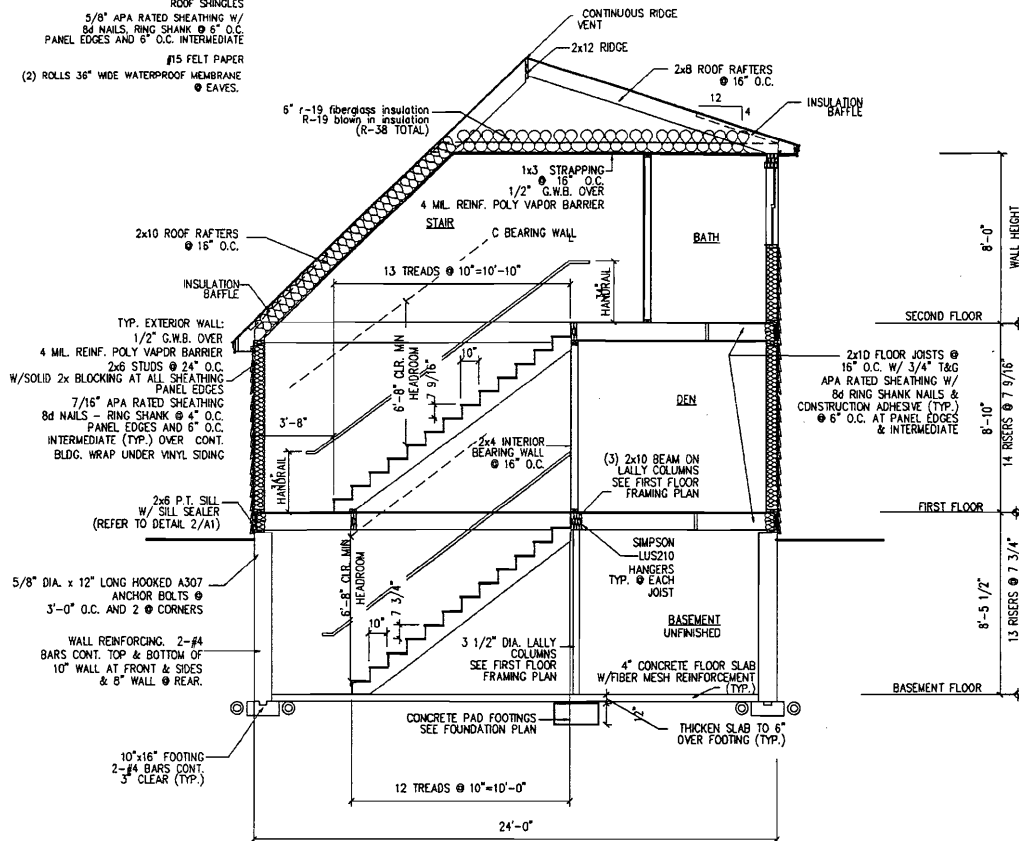 ROOF SHINGLES
5/8" APA RATED SHEATHING W/
8d NAILS, RING SHANK @ 6" O.C.
PANEL EDGES AND 6" O.C. INTERMEDIATE
#15 FELT PAPER
(2) ROLLS 36" WIDE WATERPROOF MEMBRANE
@ EAVES.
CONTINUOUS RIDGE
VENT
2x12 RIDGE
2x8 ROOF RAFTERS
@ 16" O.C.
12
4
INSULATION
BAFFLE
6" r-19 fiberglass insulation
R-19 blown in insulation
(R-38 TOTAL)
1x3 STRAPPING
@ 16" O.C.
1/2" G.W.B. OVER
4 MIL. REINF. POLY VAPOR BARRIER
STAIR
C BEARING WALL
BATH
8'-0"
WALL HEIGHT
2x10 ROOF RAFTERS
@ 16" O.C.
13 TREADS @ 10"=10'-10"
34"
HANDRAIL
INSULATION
BAFFLE
SECOND FLOOR
TYP. EXTERIOR WALL:
1/2" G.W.B. OVER
4 MIL. REINF. POLY VAPOR BARRIER
2x6 STUDS @ 24" O.C.
W/SOLID 2x BLOCKING AT ALL SHEATHING
PANEL EDGES
7/16" APA RATED SHEATHING
8d NAILS - RING SHANK @ 4" O.C.
PANEL EDGES AND 6" O.C.
INTERMEDIATE (TYP.) OVER CONT.
BLDG. WRAP UNDER VINYL SIDING
6'-8" CLR. MIN
HEADROOM
10"
7 9/16"
DEN
2x10 FLOOR JOISTS @
16" O.C. W/ 3/4" T&G
APA RATED SHEATHING W/
8d RING SHANK NAILS &
CONSTRUCTION ADHESIVE (TYP.)
@ 6" O.C. AT PANEL EDGES
& INTERMEDIATE
8'-10"
14 RISERS @ 7 9/16"
3'-8"
34"
HANDRAIL
2x4 INTERIOR
BEARING WALL
@ 16" O.C.
(3) 2x10 BEAM ON
LALLY COLUMNS
SEE FIRST FLOOR
FRAMING PLAN
2x6 P.T. SILL
W/ SILL SEALER
(REFER TO DETAIL 2/A1)
FIRST FLOOR
SIMPSON
LUS210
HANGERS
TYP. @ EACH
JOIST
5/8" DIA. x 12" LONG HOOKED A307
ANCHOR BOLTS @
3'-0" O.C. AND 2 @ CORNERS
6'-8" CLR. MIN
HEADROOM
10"
7 3/4"
8'-5 1/2"
13 RISERS @ 7 3/4"
WALL REINFORCING. 2-#4
BARS CONT. TOP & BOTTOM OF
10" WALL AT FRONT & SIDES
& 8" WALL @ REAR.
3 1/2" DIA. LALLY
COLUMNS
SEE FIRST FLOOR
FRAMING PLAN
BASEMENT
UNFINISHED
4" CONCRETE FLOOR SLAB
W/FIBER MESH REINFORCEMENT
(TYP.)
BASEMENT FLOOR
CONCRETE PAD FOOTINGS
SEE FOUNDATION PLAN
12"
THICKEN SLAB TO 6"
OVER FOOTING (TYP.)
10"x16" FOOTING
2-#4 BARS CONT.
3" CLEAR (TYP.)
12 TREADS @ 10"=10'-0"
24'-0"